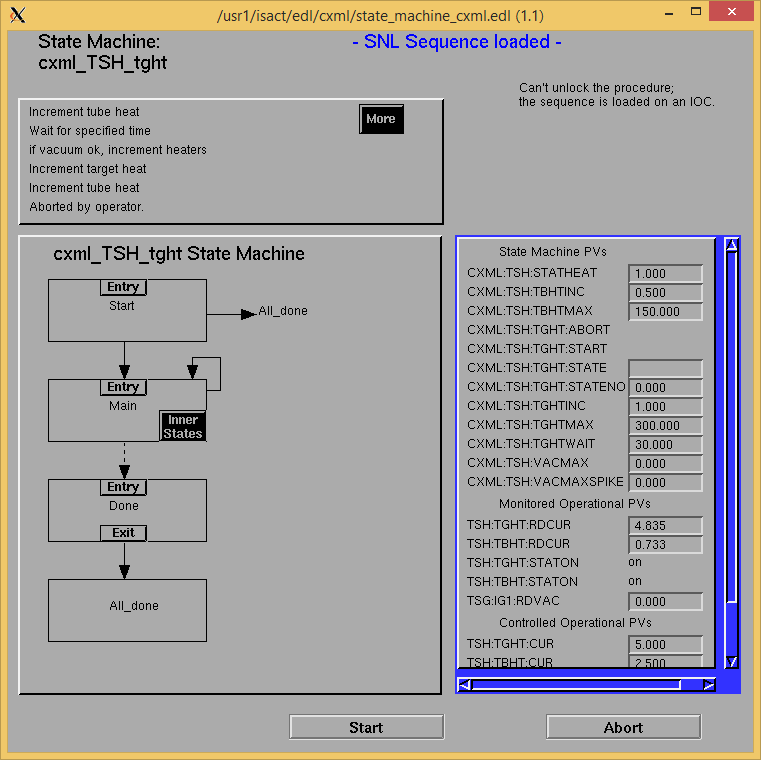 /usr1/isact/edl/cxml/state_machine_cxml.edl (1.1)
State Machine:
cxml_TSH_tght
- SNL Sequence loaded -
Can't unlock the procedure;
the sequence is loaded on an IOC.
Increment tube heat
Wait for specified time
if vacuum ok, increment heaters
Increment target heat
Increment tube heat
Aborted by operator.
More
cxml_TSH_tght State Machine
Entry
Start
All_done
Entry
Main
Inner
States
Entry
Done
Exit
All_done
State Machine PVs
CXML:TSH:STATHEAT 1.000
CXML:TSH:TBHTINC 0.500
CXML:TSH:TBHTMAX 150.000
CXML:TSH:TGHT:ABORT
CXML:TSH:TGHT:START
CXML:TSH:TGHT:STATE
CXML:TSH:TGHT:STATENO 0.000
CXML:TSH:TGHTINC 1.000
CXML:TSH:TGHTMAX 300.000
CXML:TSH:TGHTWAIT 30.000
CXML:TSH:VACMAX 0.000
CXML:TSH:VACMAXSPIKE 0.000
Monitored Operational PVs
TSH:TGHT:RDCUR 4.835
TSH:TBHT:RDCUR 0.733
TSH:TGHT:STATON on
TSH:TBHT:STATON on
TSG:IG1:RDVAC 0.000
Controlled Operational PVs
TSH:TGHT:CUR 5.000
TSH:TBHT:CUR 2.500
Start
Abort